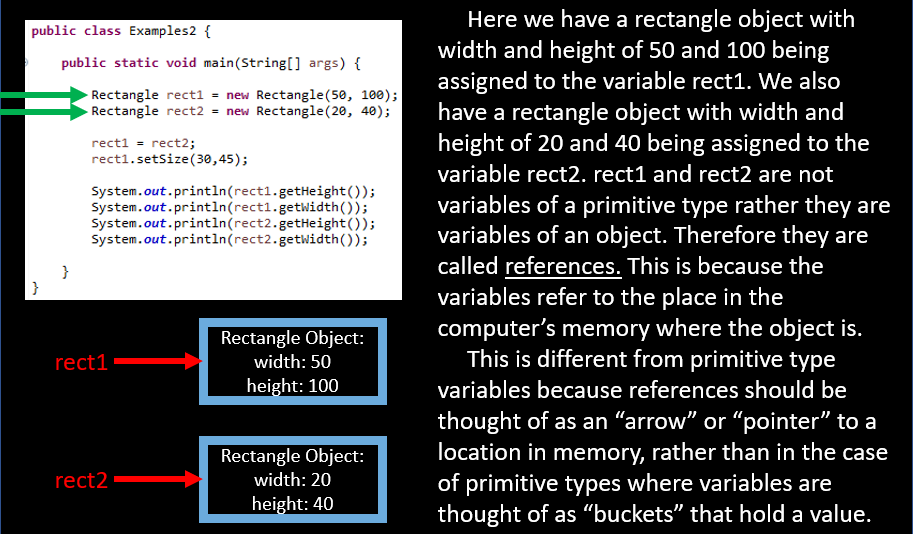 public class Examples2 {
public static void main(String[] args) {
Rectangle rect1 = new Rectangle(50, 100);
Rectangle rect2 = new Rectangle(20, 40);
rect1 = rect2;
rect1.setSize(30,45);
System.out.println(rect1.getHeight());
System.out.println(rect1.getWidth());
System.out.println(rect2.getHeight());
System.out.println(rect2.getWidth());
}
}
rect1
Rectangle Object:
width: 50
height: 100
rect2
Rectangle Object:
width: 20
height: 40
Here we have a rectangle object with
width and height of 50 and 100 being
assigned to the variable rect1. We also
have a rectangle object with width and
height of 20 and 40 being assigned to the
variable rect2. rect1 and rect2 are not
variables of a primitive type rather they are
variables of an object. Therefore they are
called references. This is because the
variables refer to the place in the
computer’s memory where the object is.
This is different from primitive type
variables because references should be
thought of as an “arrow” or “pointer” to a
location in memory, rather than in the case
of primitive types where variables are
thought of as “buckets” that hold a value.